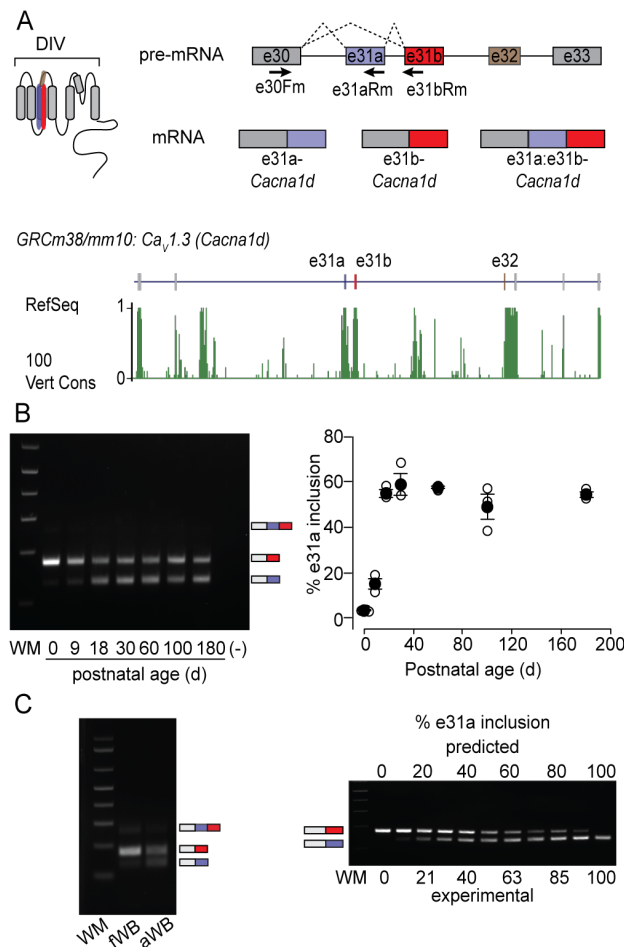 A
DIV
pre-mRNA
e30 e31a e31b e32 e33
e30Fm e31aRm e31bRm
mRNA
e31a- e31b- e31a:e31b-
Cacna1d Cacna1d Cacna1d
GRCm38/mm10: CaV1.3 (Cacna1d)
e31a e31b e32
RefSeq 1
100
Vert Cons 0
B
WM 0 9 18 30 60 100 180 (-)
postnatal age (d)
% e31a inclusion
80
60
40
20
0
0 40 80 120 160 200
Postnatal age (d)
C
WM fWB aWB
% e31a inclusion
predicted
0 20 40 60 80 100
WM 0 21 40 63 85 100
experimental